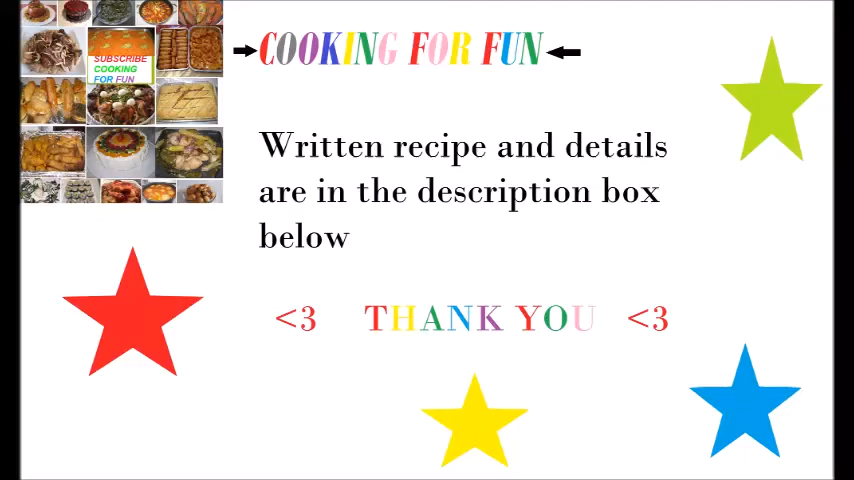 COOKING FOR FUN
SUBSCRIBE
COOKING
FOR FUN
Written recipe and details
are in the description box
below
<3 THANK YOU <3